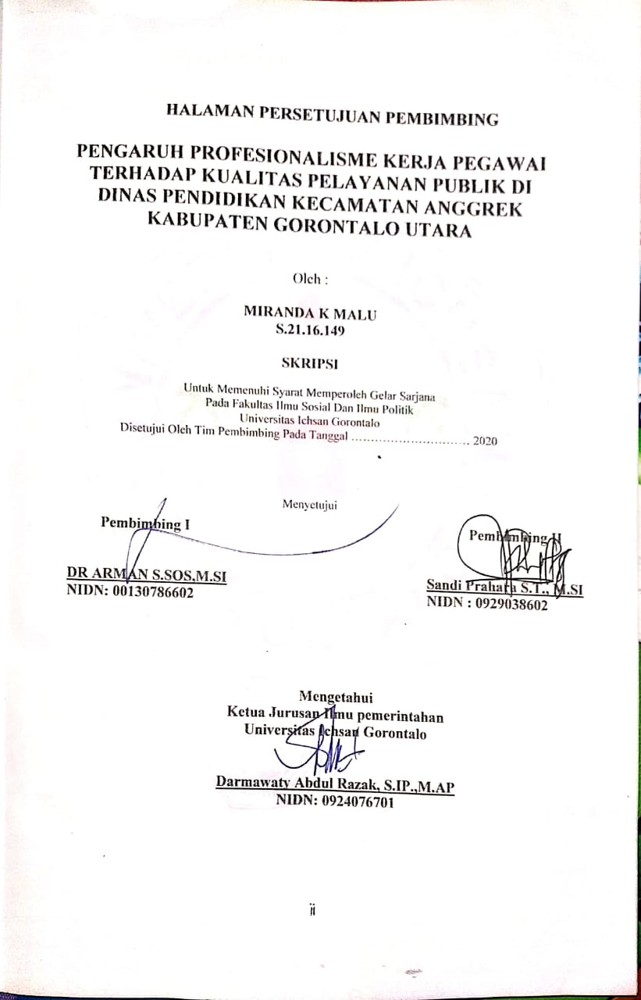 HALAMAN PERSETUJUAN PEMBIMBING
PENGARUH PROFESIONALISME KERJA PEGAWAI
TERHADAP KUALITAS PELAYANAN PUBLIK DI
DINAS PENDIDIKAN KECAMATAN ANGGREK
KABUPATEN GORONTALO UTARA
Oleh :
MIRANDA K MALU
S.21.16.149
SKRIPSI
Untuk Memenuhi Syarat Memperoleh Gelar Sarjana
Pada Fakultas Ilmu Sosial Dan Ilmu Politik
Universitas Ichsan Gorontalo
Disetujui Oleh Tim Pembimbing Pada Tanggal .............................. 2020
Menyetujui
Pembimbing I
DR ARMAN S.SOS,M.SI
NIDN: 00130786602
Pembimbing II
Sandi Prahara S.T., M.SI
NIDN : 0929038602
Mengetahui
Ketua Jurusan Ilmu pemerintahan
Universitas Ichsan Gorontalo
Darmawaty Abdul Razak, S.IP.,M.AP
NIDN: 0924076701
ii